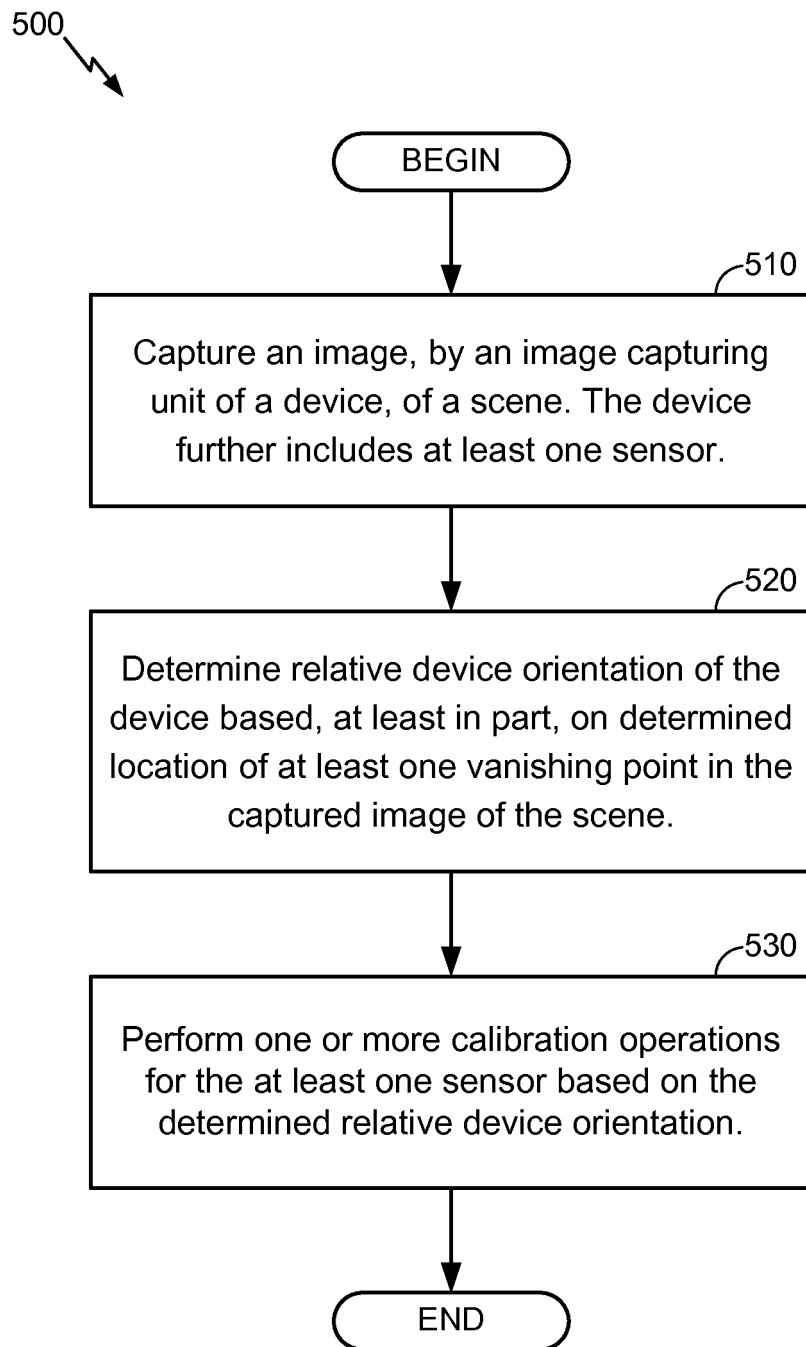 500
BEGIN
510
Capture an image, by an image capturing
unit of a device, of a scene. The device
further includes at least one sensor.
520
Determine relative device orientation of the
device based, at least in part, on determined
location of at least one vanishing point in the
captured image of the scene.
530
Perform one or more calibration operations
for the at least one sensor based on the
determined relative device orientation.
END